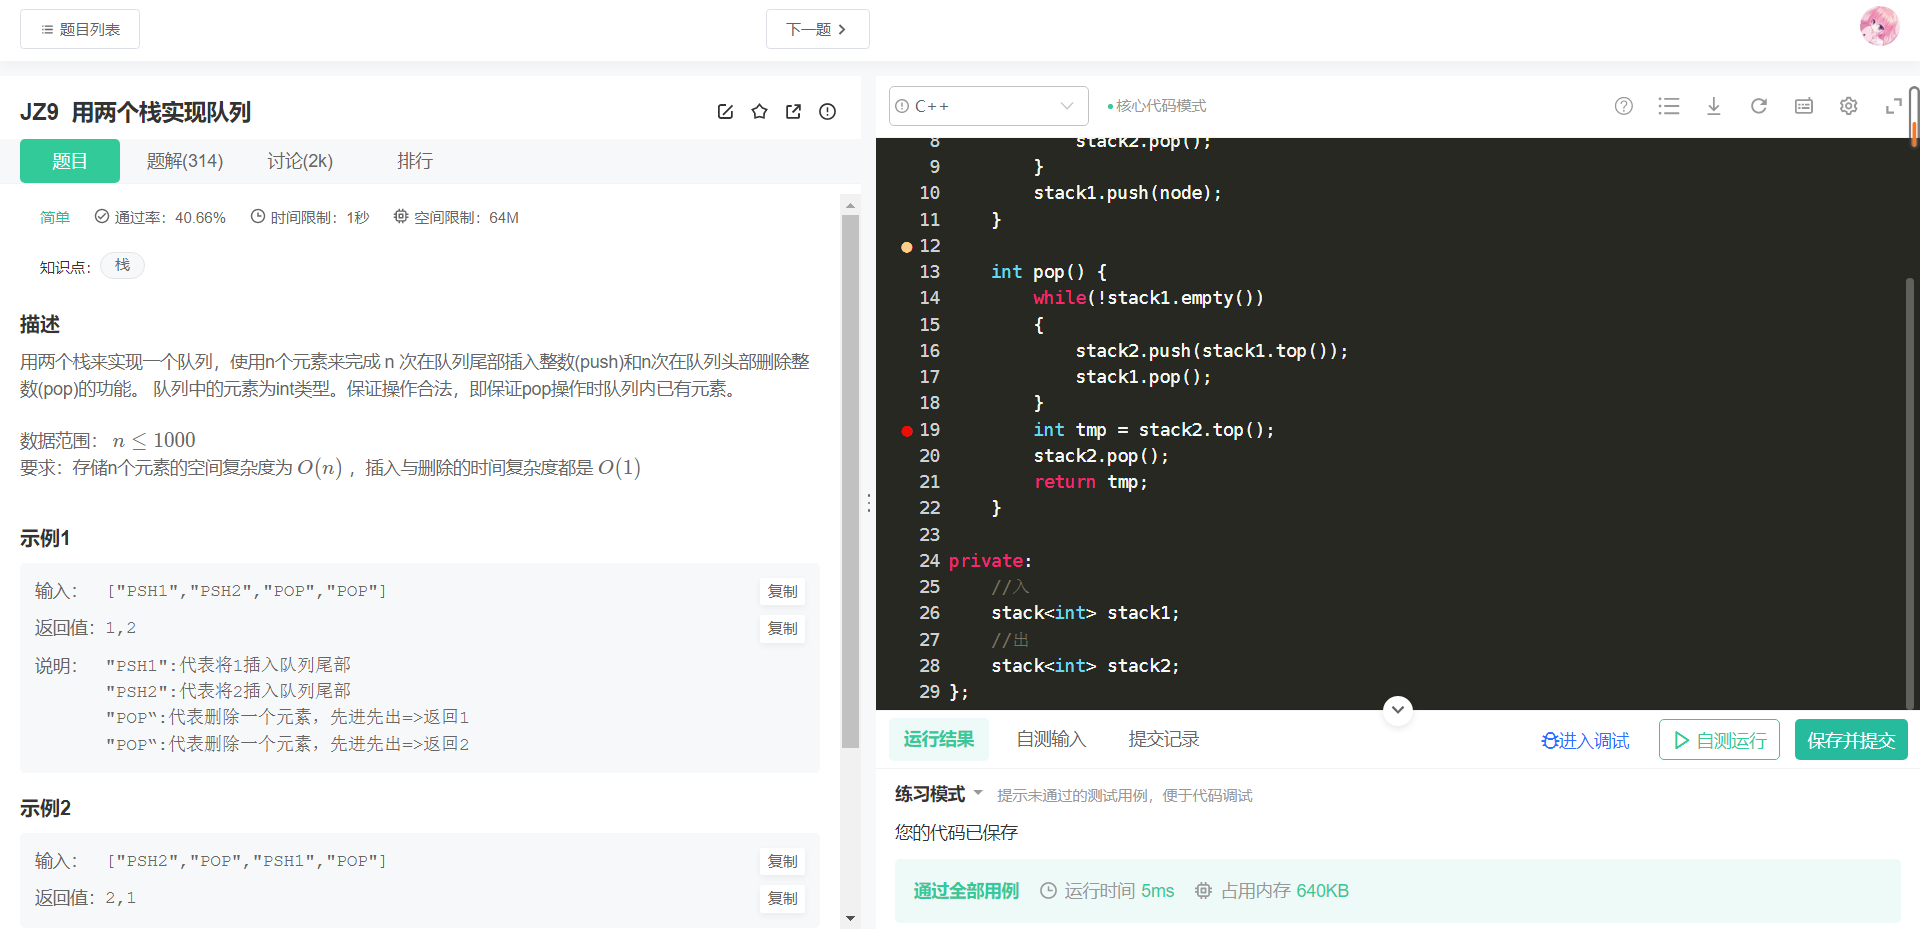 题目列表
下一题
JZ9 用两个栈实现队列
题目 题解(314) 讨论(2k) 排行
简单 通过率：40.66% 时间限制：1秒 空间限制：64M
知识点： 栈
描述
用两个栈来实现一个队列，使用n个元素来完成 n 次在队列尾部插入整数(push)和n次在队列头部删除整
数(pop)的功能。 队列中的元素为int类型。保证操作合法，即保证pop操作时队列内已有元素。
数据范围： n ≤ 1000
要求：存储n个元素的空间复杂度为 O(n) ，插入与删除的时间复杂度都是 O(1)
示例1
输入： ["PSH1","PSH2","POP","POP"] 复制
返回值： 1,2 复制
说明： "PSH1":代表将1插入队列尾部
"PSH2":代表将2插入队列尾部
"POP“:代表删除一个元素，先进先出=>返回1
"POP“:代表删除一个元素，先进先出=>返回2
示例2
输入： ["PSH2","POP","PSH1","POP"] 复制
返回值： 2,1 复制
C++ 核心代码模式
8 stack2.pop();
9 }
10 stack1.push(node);
11 }
12
13 int pop() {
14 while(!stack1.empty())
15 {
16 stack2.push(stack1.top());
17 stack1.pop();
18 }
19 int tmp = stack2.top();
20 stack2.pop();
21 return tmp;
22 }
23
24 private:
25 //入
26 stack<int> stack1;
27 //出
28 stack<int> stack2;
29 };
运行结果 自测输入 提交记录 进入调试 自测运行 保存并提交
练习模式 提示未通过的测试用例，便于代码调试
您的代码已保存
通过全部用例 运行时间 5ms 占用内存 640KB